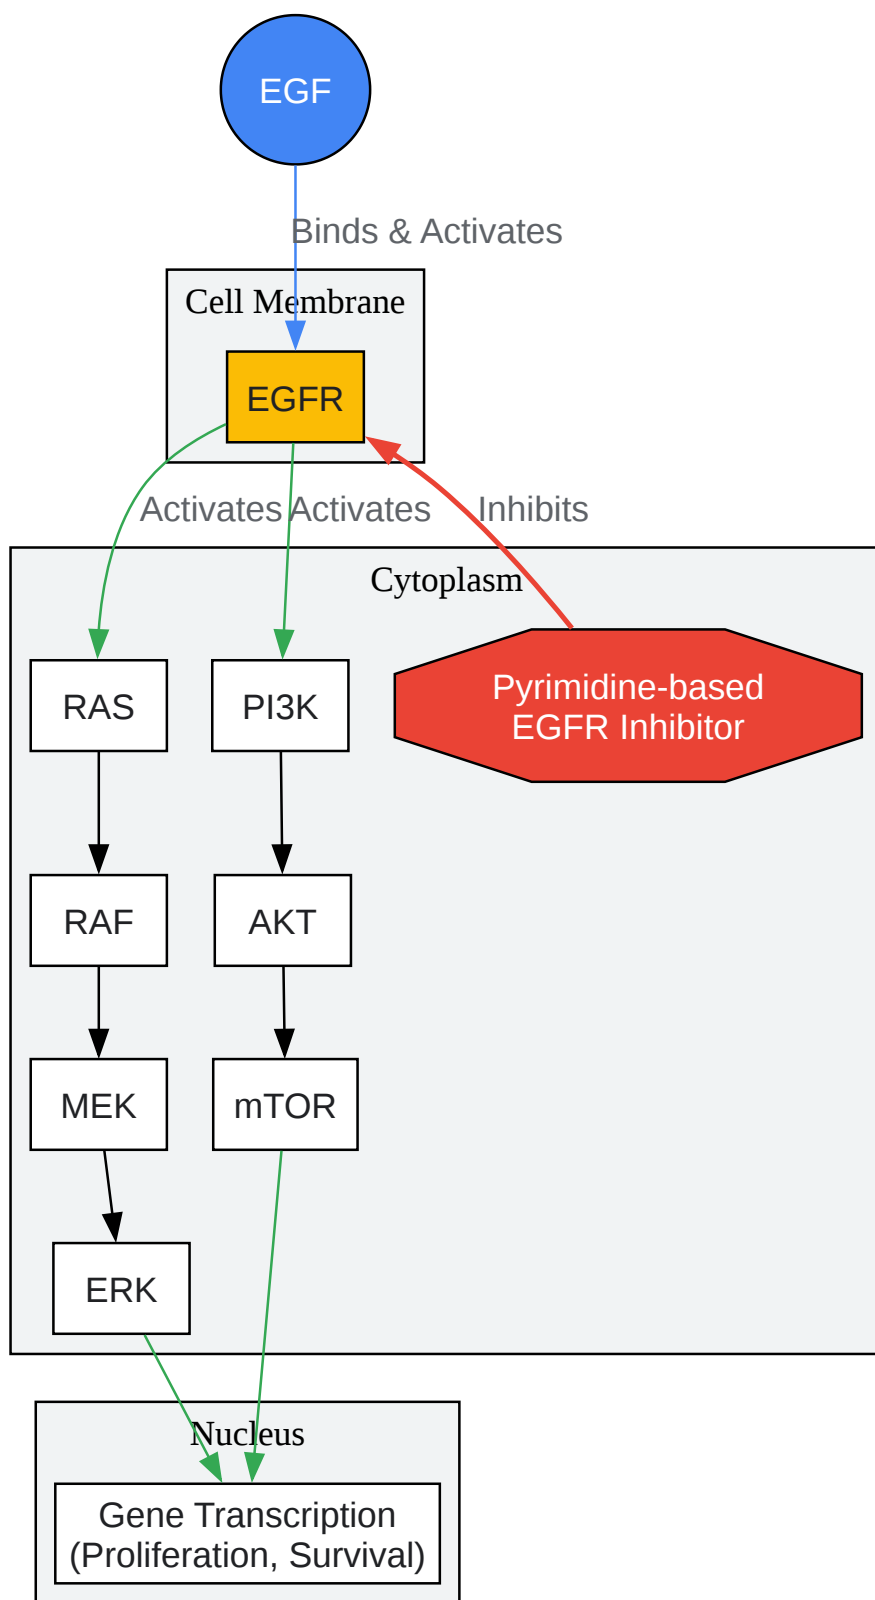 EGF
Binds & Activates
Cell Membrane
EGFR
Activates
Activates
Inhibits
Cytoplasm
RAS
PI3K
Pyrimidine-based
EGFR Inhibitor
RAF
AKT
MEK
mTOR
ERK
Nucleus
Gene Transcription
(Proliferation, Survival)